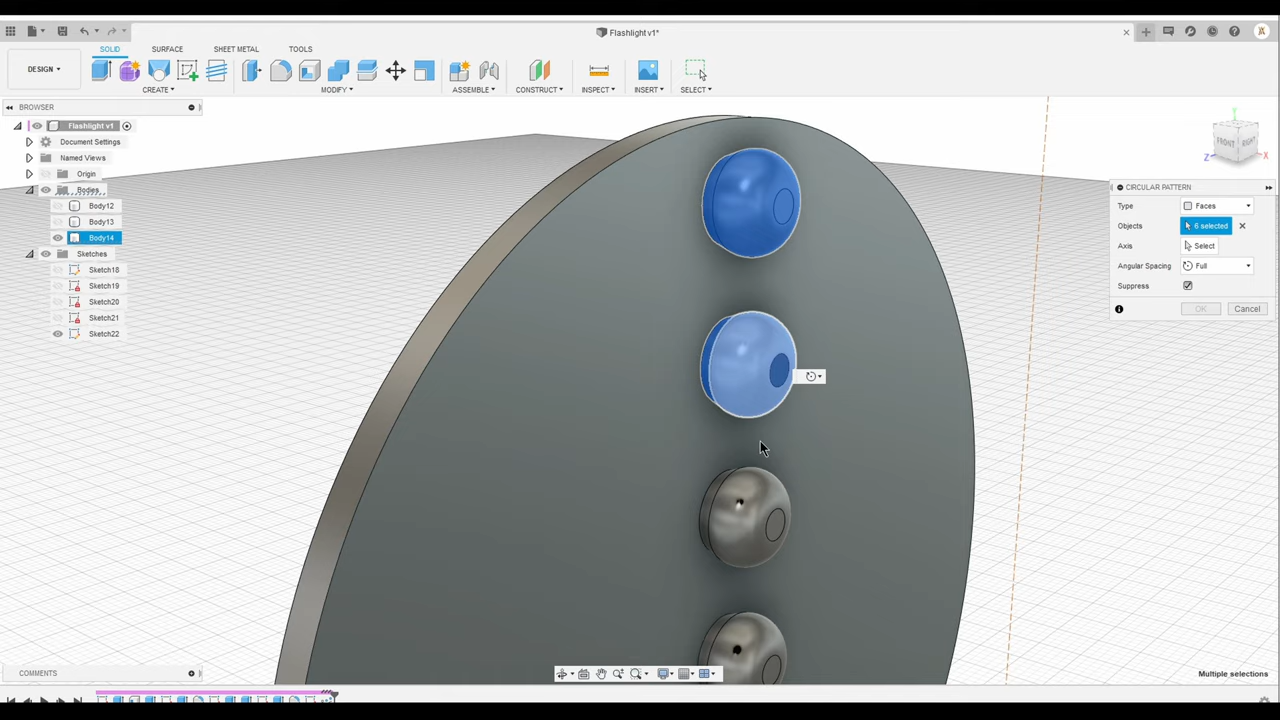 Flashlight v1*
SOLID SURFACE SHEET METAL TOOLS
DESIGN
CREATE MODIFY ASSEMBLE CONSTRUCT INSPECT INSERT SELECT
BROWSER
Flashlight v1
Document Settings
Named Views
Origin
Bodies
Body12
Body13
Body14
Sketches
Sketch18
Sketch19
Sketch20
Sketch21
Sketch22
Y
FRONT RIGHT
Z X
CIRCULAR PATTERN
Type Faces
Objects 6 selected
Axis Select
Angular Spacing Full
Suppress
OK Cancel
COMMENTS
Multiple selections